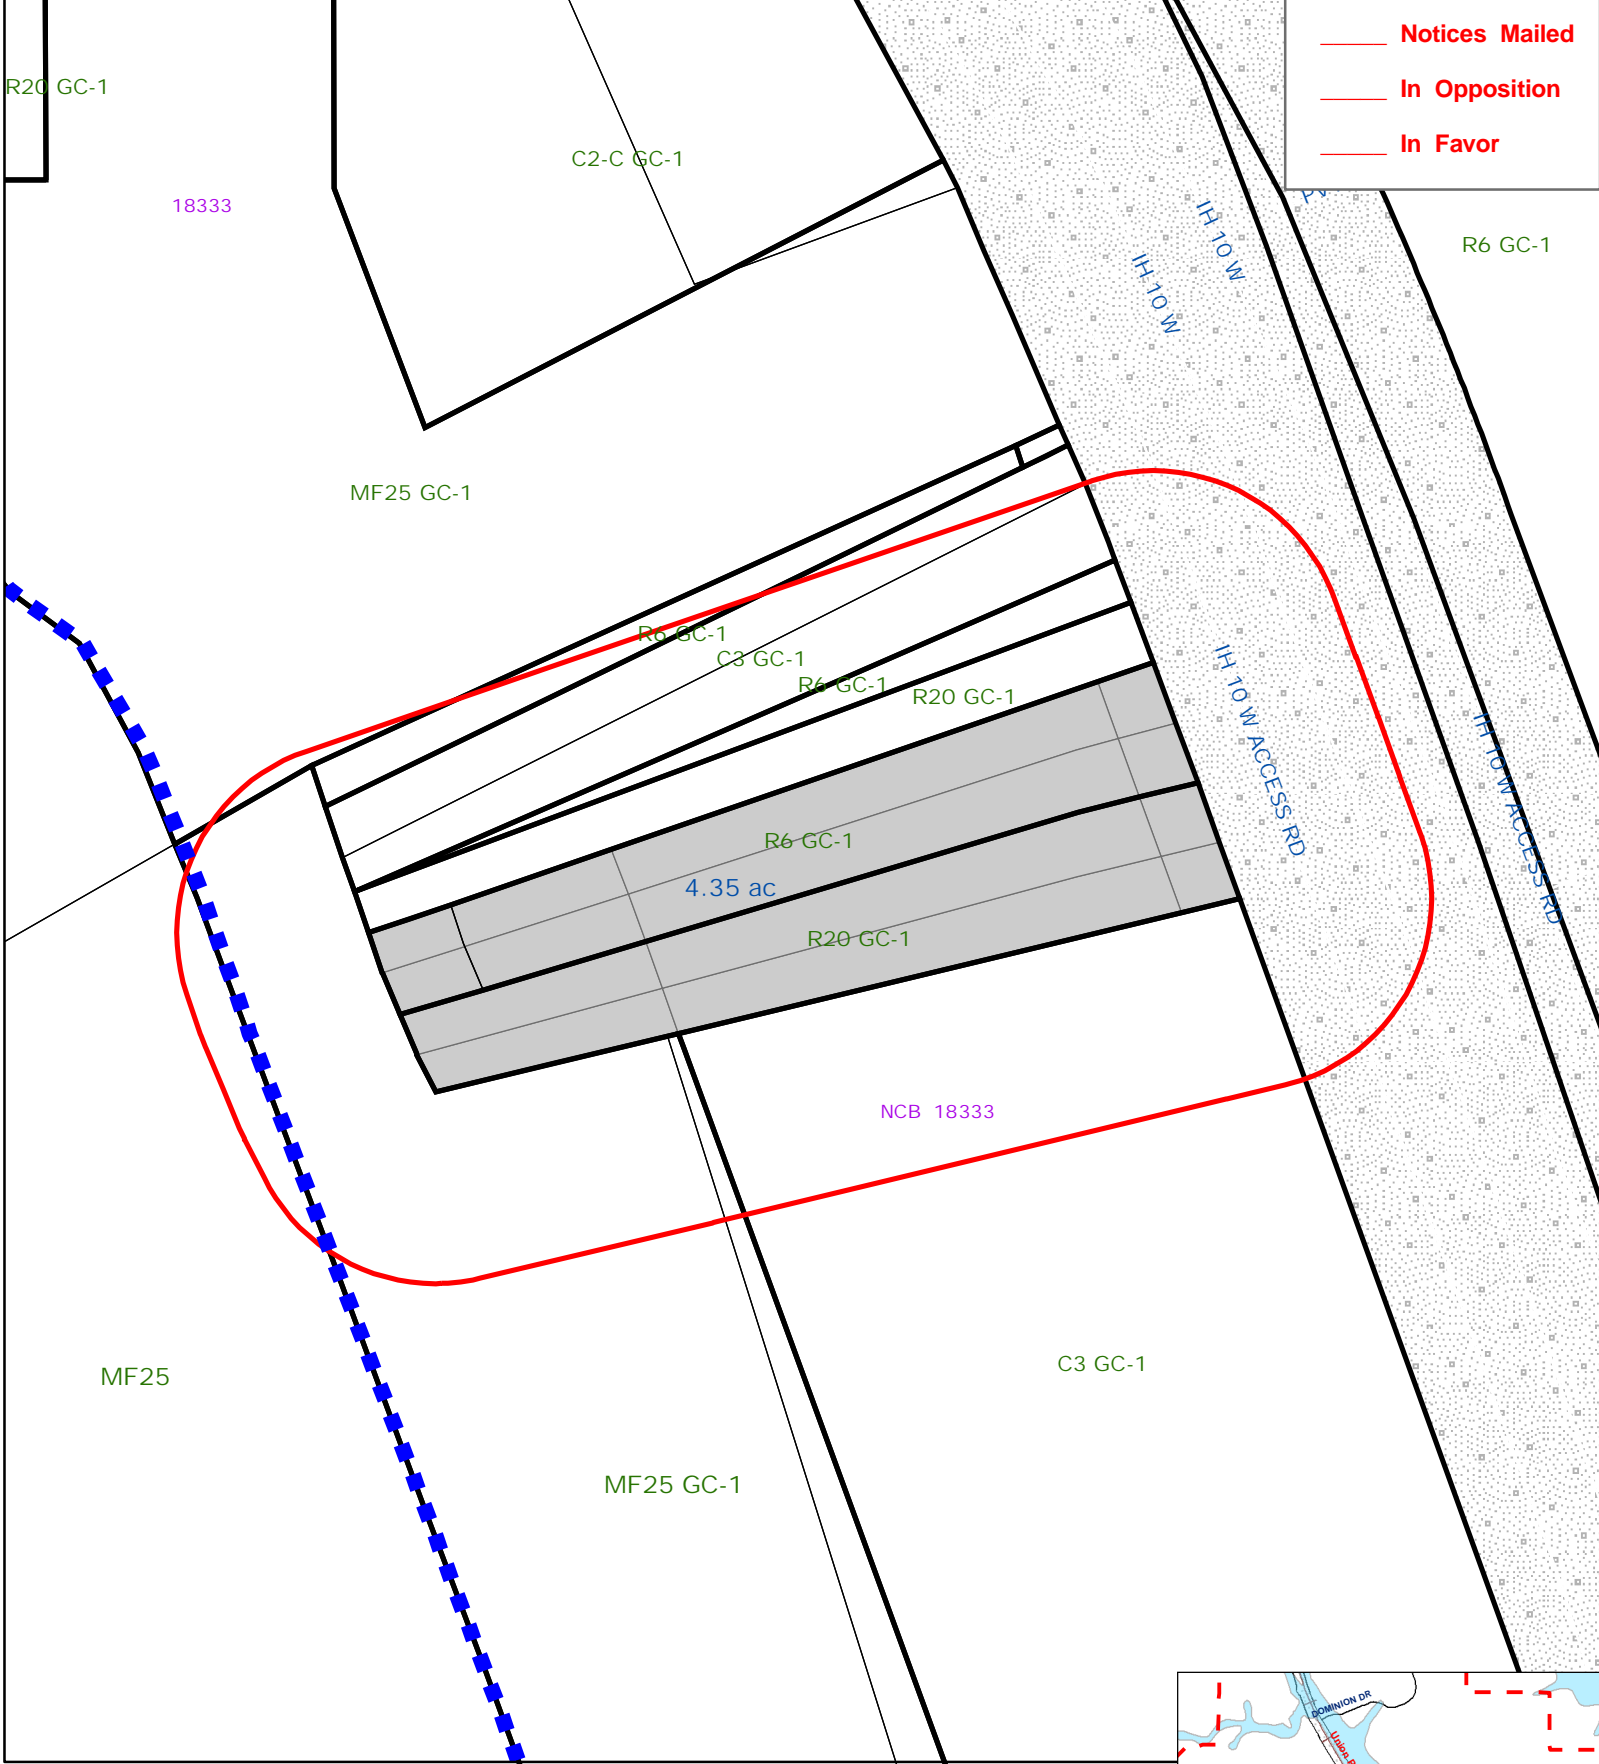 Notices Mailed
In Opposition
In Favor
R20 GC-1
C2-C GC-1
18333
R6 GC-1
IH 10 W
IH 10 W
MF25 GC-1
R6 GC-1
C3 GC-1
R6 GC-1
R20 GC-1
IH 10 W ACCESS RD
IH 10 W ACCESS RD
R6 GC-1
4.35 ac
R20 GC-1
NCB 18333
C3 GC-1
MF25
MF25 GC-1
DOMINION DR